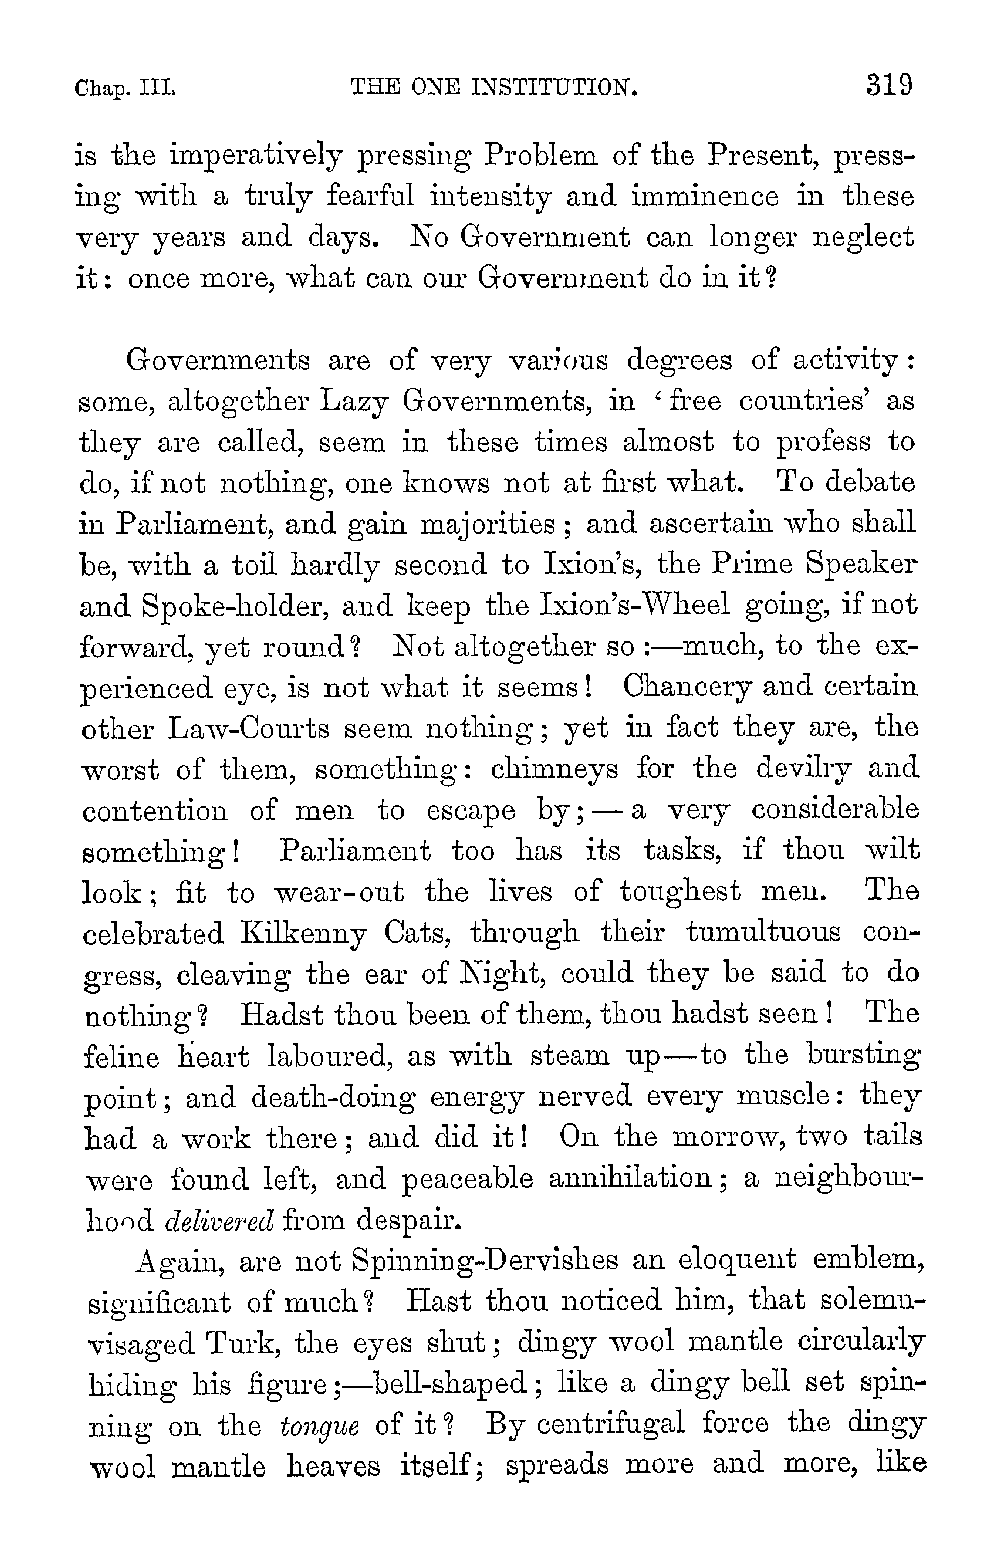 Chap. III. THE ONE INSTITUTION. 319
is the imperatively pressing Problem of the Present, press-
ing with a truly fearful intensity and imminence in these
very years and days. No Government can longer neglect
it: once more, what can our Government do in it?
Governments are of very various degrees of activity:
some, altogether Lazy Governments, in ‘free countries’ as
they are called, seem in these times almost to profess to
do, if not nothing, one knows not at first what. To debate
in Parliament, and gain majorities; and ascertain who shall
be, with a toil hardly second to Ixion’s, the Prime Speaker
and Spoke-holder, and keep the Ixion’s-Wheel going, if not
forward, yet round? Not altogether so:—much, to the ex-
perienced eye, is not what it seems! Chancery and certain
other Law-Courts seem nothing; yet in fact they are, the
worst of them, something: chimneys for the devilry and
contention of men to escape by;—a very considerable
something! Parliament too has its tasks, if thou wilt
look; fit to wear-out the lives of toughest men. The
celebrated Kilkenny Cats, through their tumultuous con-
gress, cleaving the ear of Night, could they be said to do
nothing? Hadst thou been of them, thou hadst seen! The
feline heart laboured, as with steam up—to the bursting
point; and death-doing energy nerved every muscle: they
had a work there; and did it! On the morrow, two tails
were found left, and peaceable annihilation; a neighbour-
hood delivered from despair.
Again, are not Spinning-Dervishes an eloquent emblem,
significant of much? Hast thou noticed him, that solemn-
visaged Turk, the eyes shut; dingy wool mantle circularly
hiding his figure;—bell-shaped; like a dingy bell set spin-
ning on the tongue of it? By centrifugal force the dingy
wool mantle heaves itself; spreads more and more, like